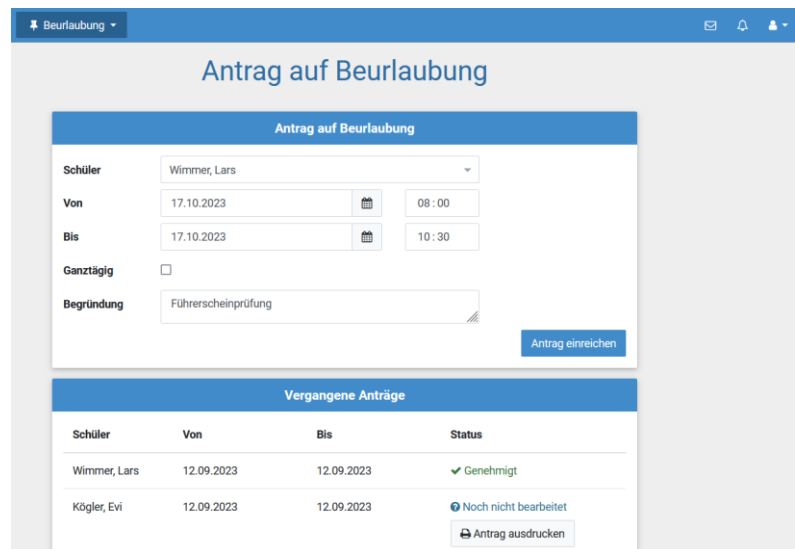 Beurlaubung
Antrag auf Beurlaubung
Antrag auf Beurlaubung
Schüler Wimmer, Lars
Von 17.10.2023 08 : 00
Bis 17.10.2023 10 : 30
Ganztägig
Begründung Führerscheinprüfung
Antrag einreichen
Vergangene Anträge
Schüler Von Bis Status
Wimmer, Lars 12.09.2023 12.09.2023 Genehmigt
Kögler, Evi 12.09.2023 12.09.2023 Noch nicht bearbeitet
Antrag ausdrucken